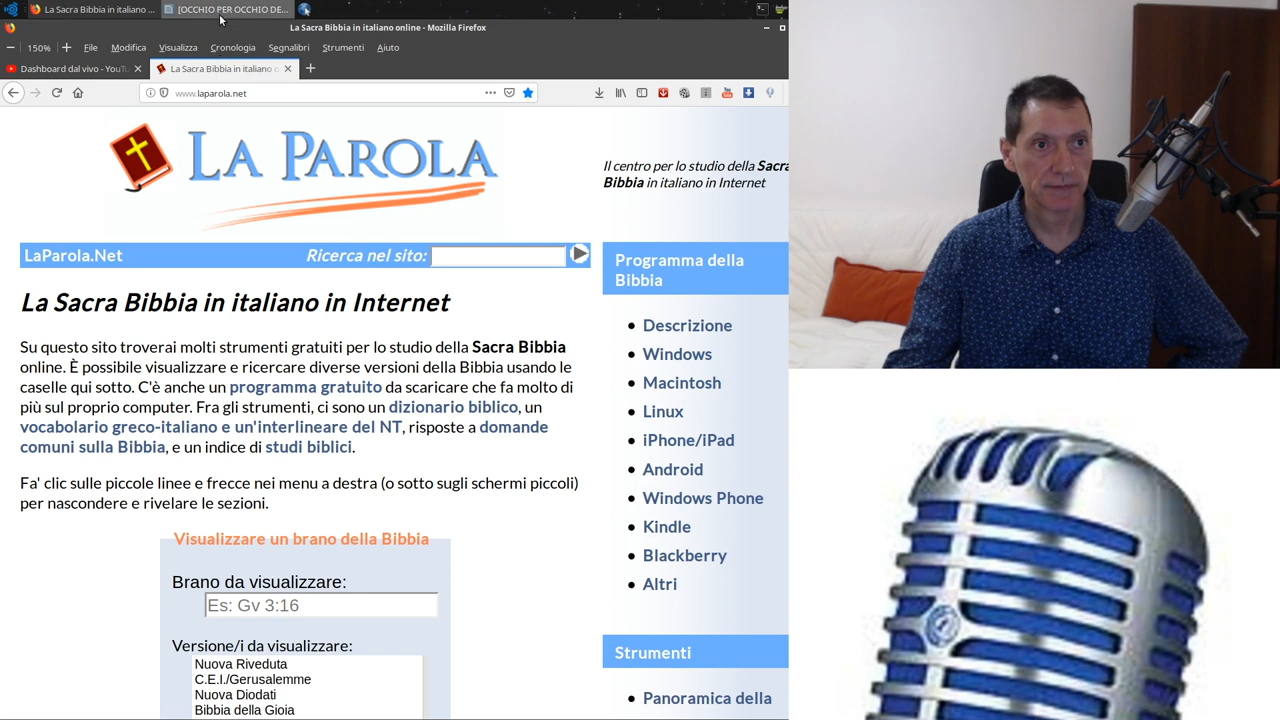 La Sacra Bibbia in italiano ...
[OCCHIO PER OCCHIO DE...
La Sacra Bibbia in italiano online - Mozilla Firefox
150%
File Modifica Visualizza Cronologia Segnalibri Strumenti Aiuto
Dashboard dal vivo - YouTu
La Sacra Bibbia in italiano o
www.laparola.net
LA PAROLA
Il centro per lo studio della Sacra
Bibbia in italiano in Internet
LaParola.Net
Ricerca nel sito:
La Sacra Bibbia in italiano in Internet
Su questo sito troverai molti strumenti gratuiti per lo studio della Sacra Bibbia
online. È possibile visualizzare e ricercare diverse versioni della Bibbia usando le
caselle qui sotto. C'è anche un programma gratuito da scaricare che fa molto di
più sul proprio computer. Fra gli strumenti, ci sono un dizionario biblico, un
vocabolario greco-italiano e un'interlineare del NT, risposte a domande
comuni sulla Bibbia, e un indice di studi biblici.
Fa' clic sulle piccole linee e frecce nei menu a destra (o sotto sugli schermi piccoli)
per nascondere e rivelare le sezioni.
Visualizzare un brano della Bibbia
Brano da visualizzare:
Es: Gv 3:16
Versione/i da visualizzare:
Nuova Riveduta
C.E.I./Gerusalemme
Nuova Diodati
Bibbia della Gioia
Programma della
Bibbia
Descrizione
Windows
Macintosh
Linux
iPhone/iPad
Android
Windows Phone
Kindle
Blackberry
Altri
Strumenti
Panoramica della